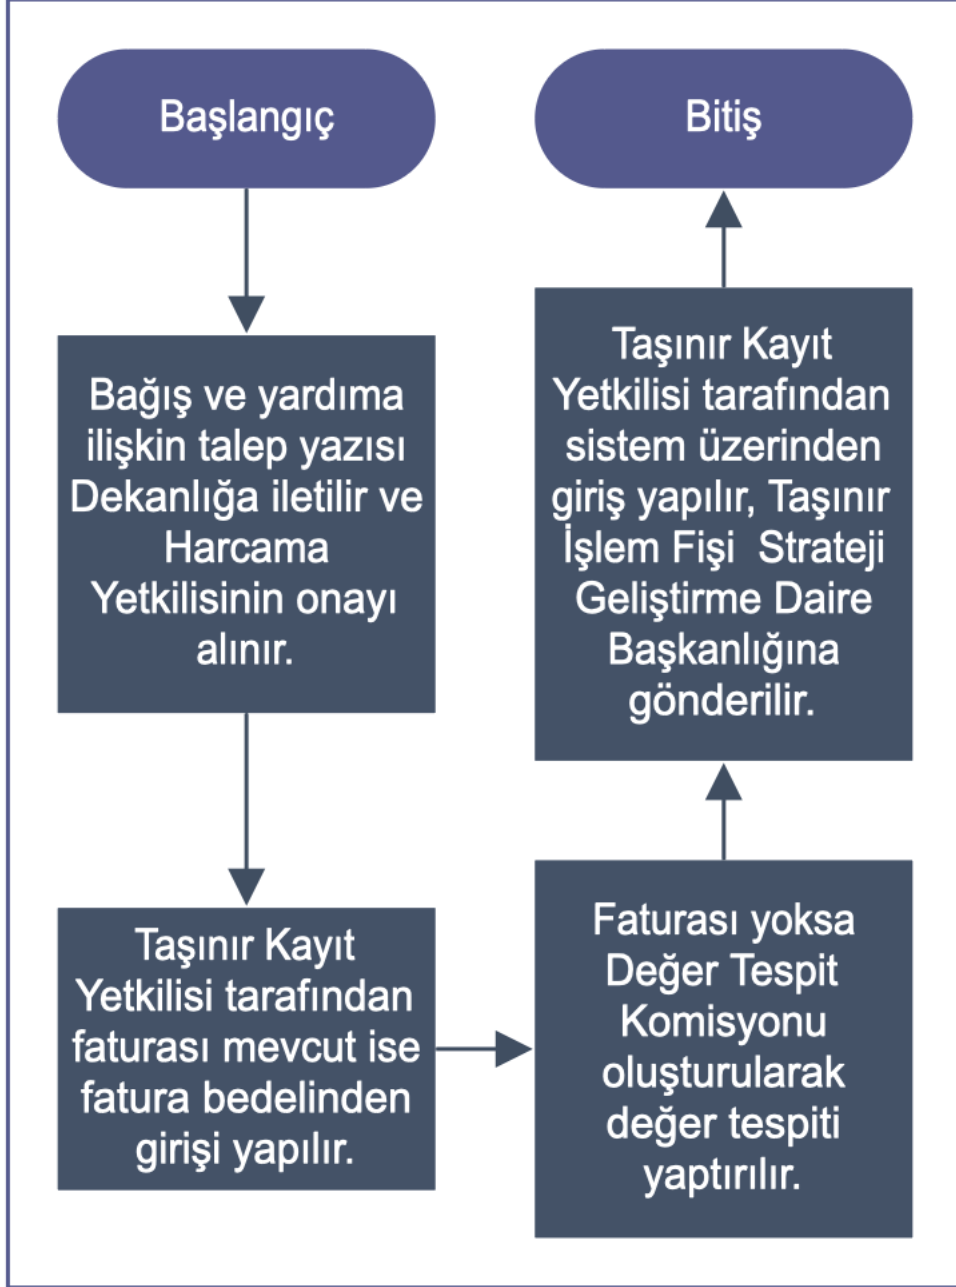 Başlangıç
Bağış ve yardıma
ilişkin talep yazısı
Dekanlığa iletilir ve
Harcama
Yetkilisinin onayı
alınır.
Taşınır Kayıt
Yetkilisi tarafından
faturası mevcut ise
fatura bedelinden
girişi yapılır.
Faturası yoksa
Değer Tespit
Komisyonu
oluşturularak
değer tespiti
yaptırılır.
Taşınır Kayıt
Yetkilisi tarafından
sistem üzerinden
giriş yapılır, Taşınır
İşlem Fişi  Strateji
Geliştirme Daire
Başkanlığına
gönderilir.
Bitiş